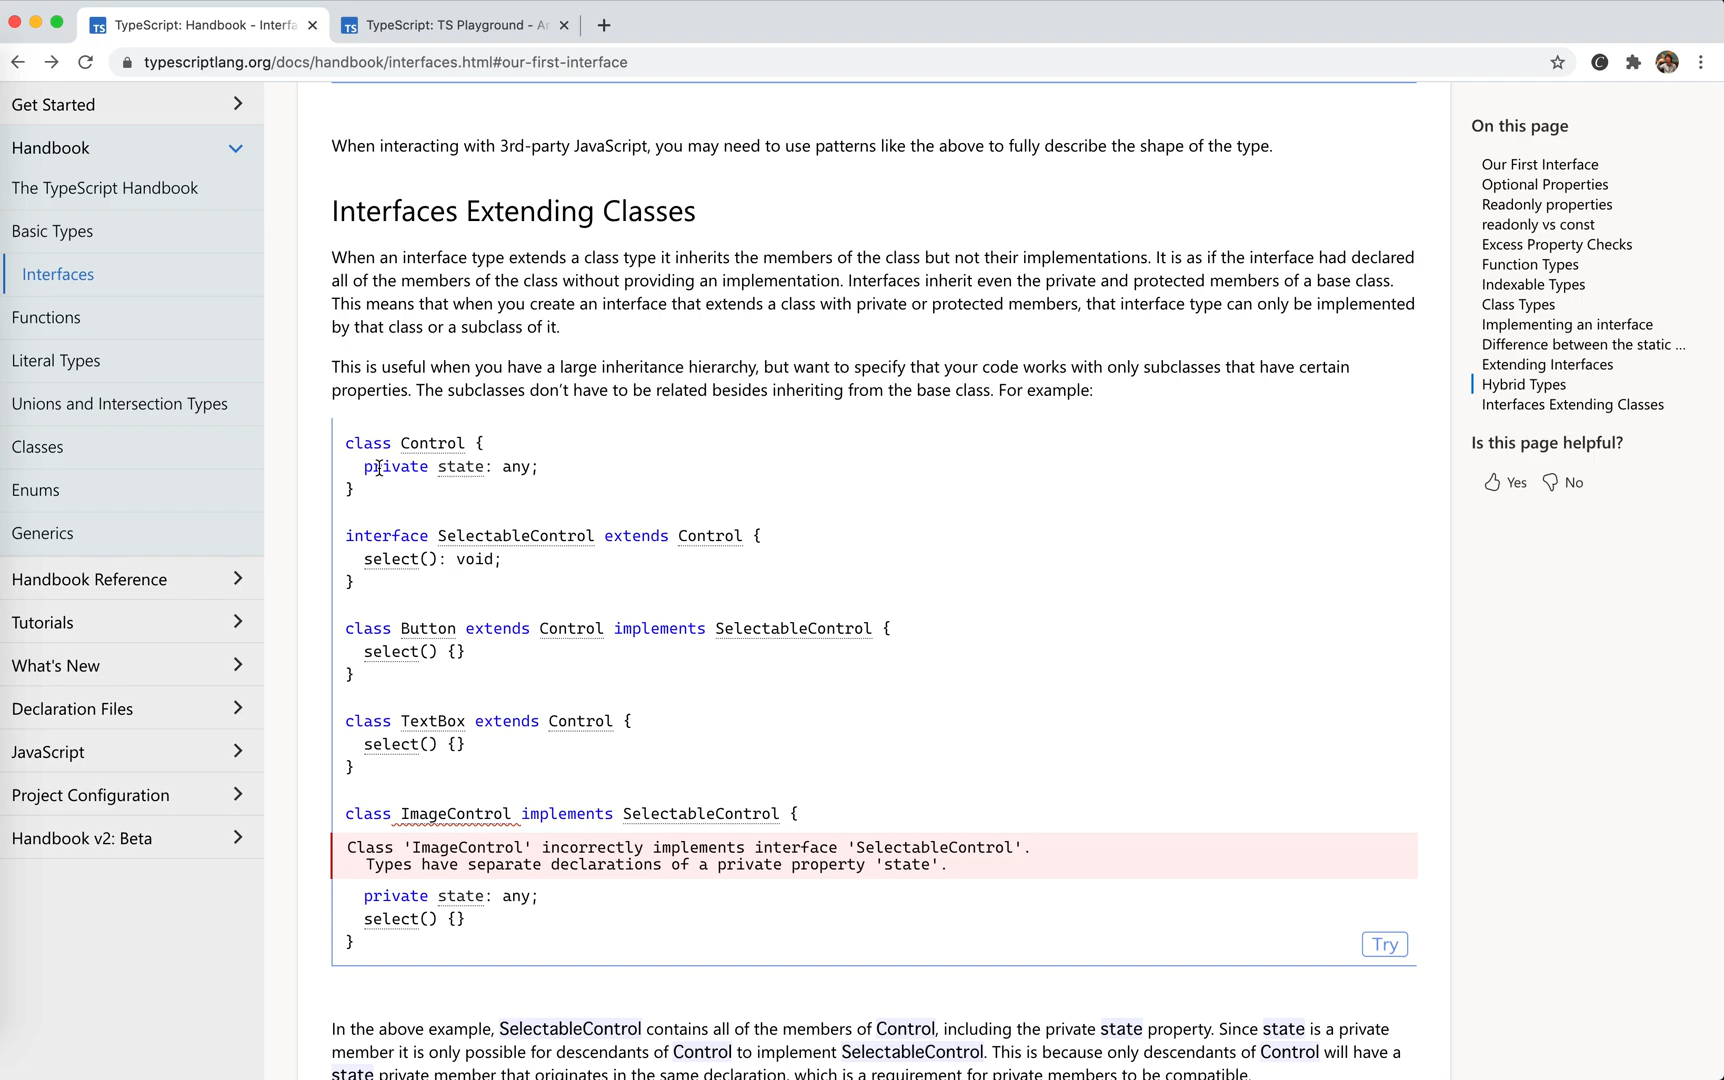 TypeScript: Handbook - Interfa
TypeScript: TS Playground - An
typescriptlang.org/docs/handbook/interfaces.html#our-first-interface
Get Started
Handbook
The TypeScript Handbook
Basic Types
Interfaces
Functions
Literal Types
Unions and Intersection Types
Classes
Enums
Generics
Handbook Reference
Tutorials
What's New
Declaration Files
JavaScript
Project Configuration
Handbook v2: Beta
When interacting with 3rd-party JavaScript, you may need to use patterns like the above to fully describe the shape of the type.
Interfaces Extending Classes
When an interface type extends a class type it inherits the members of the class but not their implementations. It is as if the interface had declared
all of the members of the class without providing an implementation. Interfaces inherit even the private and protected members of a base class.
This means that when you create an interface that extends a class with private or protected members, that interface type can only be implemented
by that class or a subclass of it.
This is useful when you have a large inheritance hierarchy, but want to specify that your code works with only subclasses that have certain
properties. The subclasses don't have to be related besides inheriting from the base class. For example:
class Control {
private state: any;
}
interface SelectableControl extends Control {
select(): void;
}
class Button extends Control implements SelectableControl {
select() {}
}
class TextBox extends Control {
select() {}
}
class ImageControl implements SelectableControl {
Class 'ImageControl' incorrectly implements interface 'SelectableControl'.
Types have separate declarations of a private property 'state'.
private state: any;
select() {}
}
Try
In the above example, SelectableControl contains all of the members of Control, including the private state property. Since state is a private
member it is only possible for descendants of Control to implement SelectableControl. This is because only descendants of Control will have a
state private member that originates in the same declaration, which is a requirement for private members to be compatible.
On this page
Our First Interface
Optional Properties
Readonly properties
readonly vs const
Excess Property Checks
Function Types
Indexable Types
Class Types
Implementing an interface
Difference between the static ...
Extending Interfaces
Hybrid Types
Interfaces Extending Classes
Is this page helpful?
Yes
No